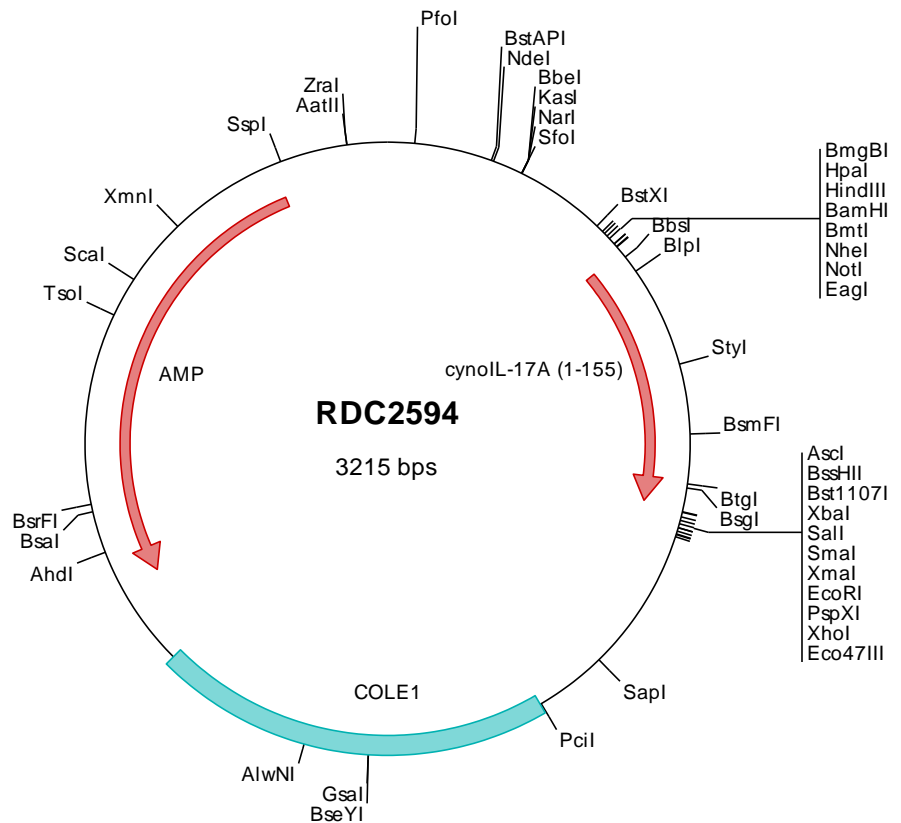 PfoI
BstAPI
NdeI
BbeI
KasI
NarI
SfoI
ZraI
AatII
SspI
XmnI
ScaI
TsoI
BstXI
BbsI
BlpI
BmgBI
HpaI
HindIII
BamHI
BmtI
NheI
NotI
EagI
StyI
cynoIL-17A (1-155)
AMP
RDC2594
3215 bps
BsmFI
BtgI
BsgI
AscI
BssHII
Bst1107I
XbaI
SalI
SmaI
XmaI
EcoRI
PspXI
XhoI
Eco47III
BsrFI
BsaI
AhdI
COLE1
SapI
PciI
AlwNI
GsaI
BseYI